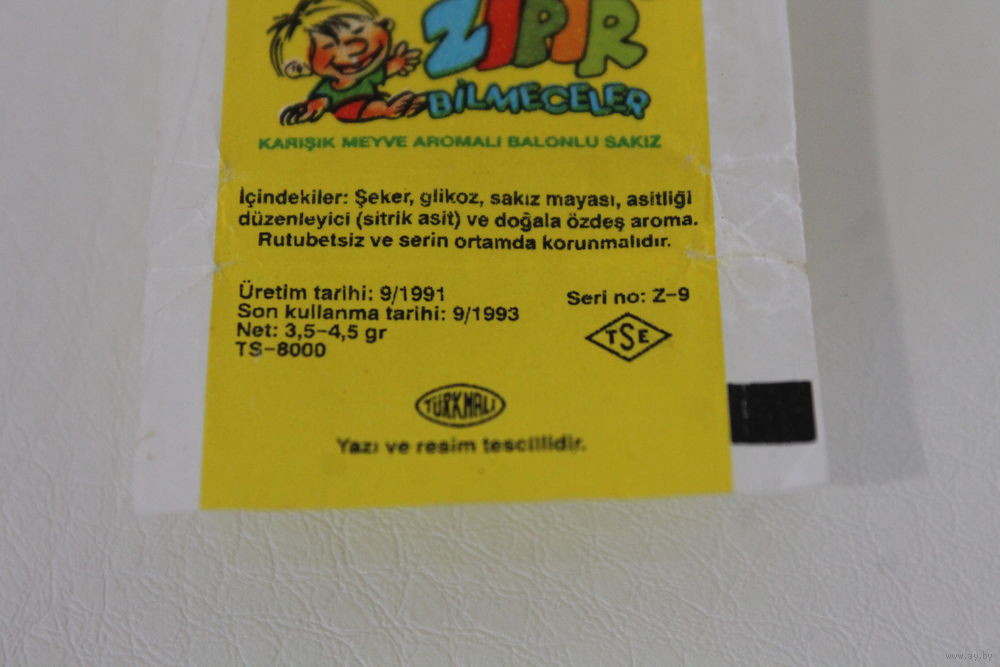 ZIPIR
BİLMECELER
KARIŞIK MEYVE AROMALI BALONLU SAKIZ
İçindekiler: Şeker, glikoz, sakız mayası, asitliği
düzenleyici (sitrik asit) ve doğala özdeş aroma.
Rutubetsiz ve serin ortamda korunmalıdır.
Üretim tarihi: 9/1991
Seri no: Z-9
Son kullanma tarihi: 9/1993
Net: 3,5-4,5 gr
TS-8000
TSE
TÜRKMALI
Yazı ve resim tescillidir.
www.ay.by